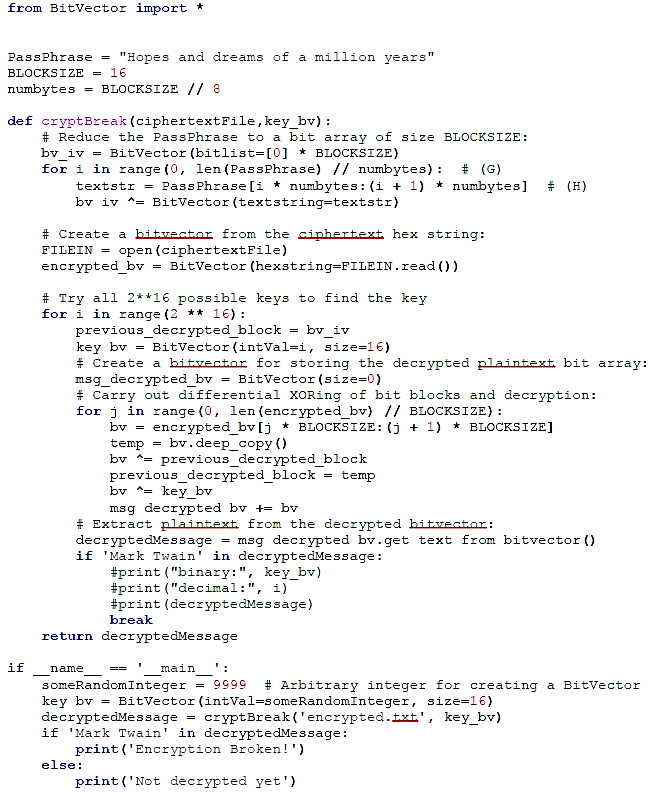 from BitVector import *
PassPhrase = "Hopes and dreams of a million years"
BLOCKSIZE = 16
numbytes = BLOCKSIZE // 8
def cryptBreak(ciphertextFile,key_bv):
    # Reduce the PassPhrase to a bit array of size BLOCKSIZE:
    bv_iv = BitVector(bitlist=[0] * BLOCKSIZE)
    for i in range(0, len(PassPhrase) // numbytes):  # (G)
        textstr = PassPhrase[i * numbytes:(i + 1) * numbytes]  # (H)
        bv_iv ^= BitVector(textstring=textstr)
    # Create a bitvector from the ciphertext hex string:
    FILEIN = open(ciphertextFile)
    encrypted_bv = BitVector(hexstring=FILEIN.read())
    # Try all 2**16 possible keys to find the key
    for i in range(2 ** 16):
        previous_decrypted_block = bv_iv
        key_bv = BitVector(intVal=i, size=16)
        # Create a bitvector for storing the decrypted plaintext bit array:
        msg_decrypted_bv = BitVector(size=0)
        # Carry out differential XORing of bit blocks and decryption:
        for j in range(0, len(encrypted_bv) // BLOCKSIZE):
            bv = encrypted_bv[j * BLOCKSIZE:(j + 1) * BLOCKSIZE]
            temp = bv.deep_copy()
            bv ^= previous_decrypted_block
            previous_decrypted_block = temp
            bv ^= key_bv
            msg_decrypted_bv += bv
        # Extract plaintext from the decrypted bitvector:
        decryptedMessage = msg_decrypted_bv.get_text_from_bitvector()
        if 'Mark Twain' in decryptedMessage:
            #print("binary:", key_bv)
            #print("decimal:", i)
            #print(decryptedMessage)
            break
    return decryptedMessage
if __name__ == '__main__':
    someRandomInteger = 9999  # Arbitrary integer for creating a BitVector
    key_bv = BitVector(intVal=someRandomInteger, size=16)
    decryptedMessage = cryptBreak('encrypted.txt', key_bv)
    if 'Mark Twain' in decryptedMessage:
        print('Encryption Broken!')
    else:
        print('Not decrypted yet')